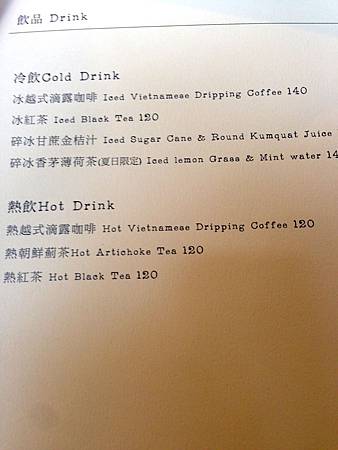 飲品 Drink
冷飲Cold Drink
冰越式滴露咖啡 Iced Vietnamese Dripping Coffee 140
冰紅茶 Iced Black Tea 120
碎冰甘蔗金桔汁 Iced Sugar Cane & Round Kumquat Juice
碎冰香茅薄荷茶(夏日限定) Iced lemon Grass & Mint water
熱飲Hot Drink
熱越式滴露咖啡 Hot Vietnamese Dripping Coffee 120
熱朝鮮薊茶Hot Artichoke Tea 120
熱紅茶 Hot Black Tea 120